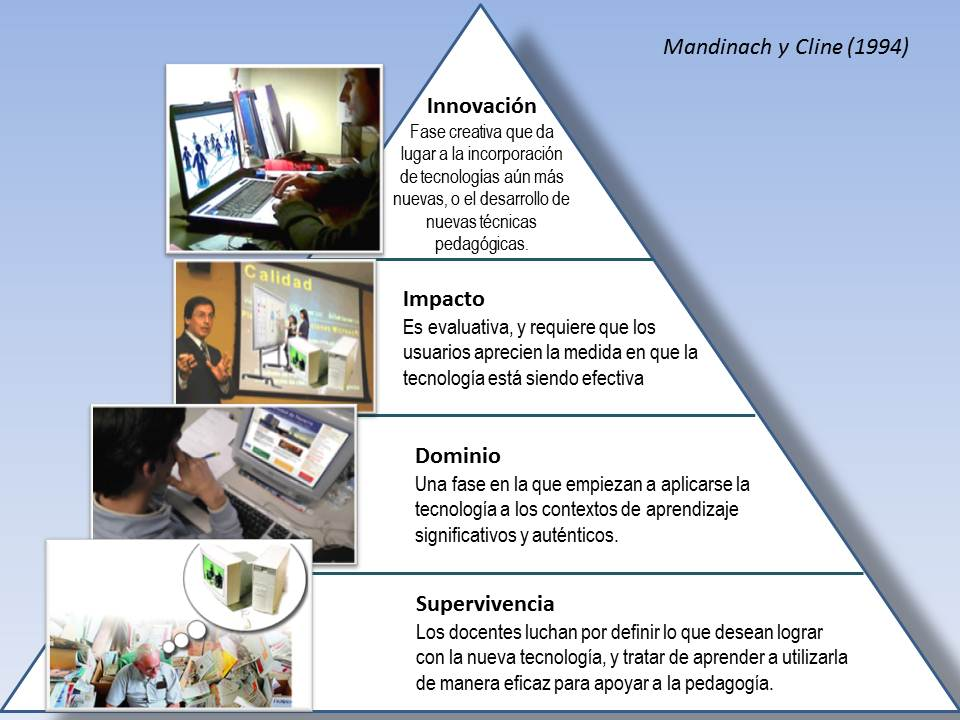 Mandinach y Cline (1994)
Innovación
Fase creativa que da
lugar a la incorporación
de tecnologías aún más
nuevas, o el desarrollo de
nuevas técnicas
pedagógicas.
Calidad
Impacto
Es evaluativa, y requiere que los
usuarios aprecien la medida en que la
tecnología está siendo efectiva
Dominio
Una fase en la que empiezan a aplicarse la
tecnología a los contextos de aprendizaje
significativos y auténticos.
Supervivencia
Los docentes luchan por definir lo que desean lograr
con la nueva tecnología, y tratar de aprender a utilizarla
de manera eficaz para apoyar a la pedagogía.